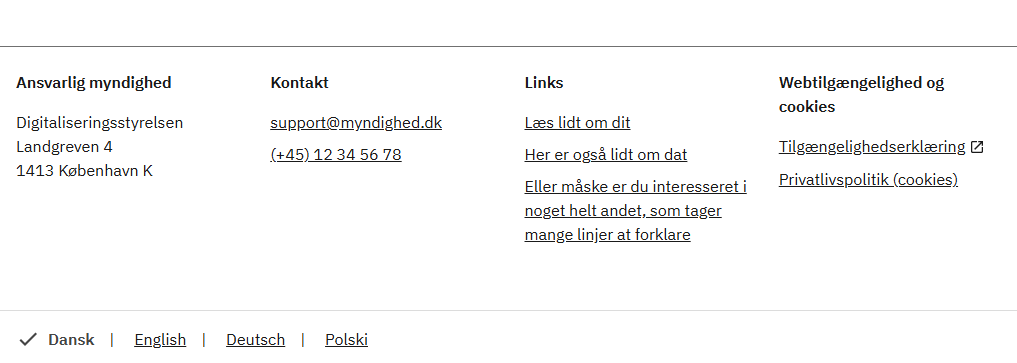 Ansvarlig myndighed
Digitaliseringsstyrelsen
Landgreven 4
1413 København K
Kontakt
support@myndighed.dk
(+45) 12 34 56 78
Links
Læs lidt om dit
Her er også lidt om dat
Eller måske er du interesseret i
noget helt andet, som tager
mange linjer at forklare
Webtilgængelighed og
cookies
Tilgængelighedserklæring
Privatlivspolitik (cookies)
Dansk | English | Deutsch | Polski